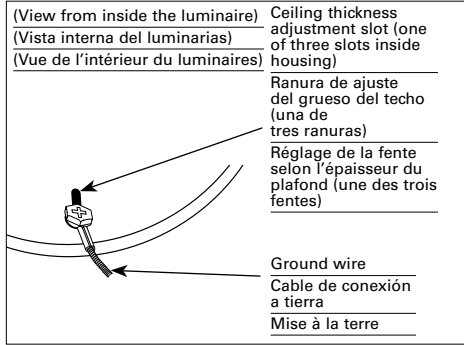 (View from inside the luminaire)
(Vista interna del luminarias)
(Vue de l'intérieur du luminaires)
Ceiling thickness
adjustment slot (one
of three slots inside
housing)
Ranura de ajuste
del grueso del techo
(una de
tres ranuras)
Réglage de la fente
selon l'épaisseur du
plafond (une des trois
fentes)
Ground wire
Cable de conexión
a tierra
Mise à la terre